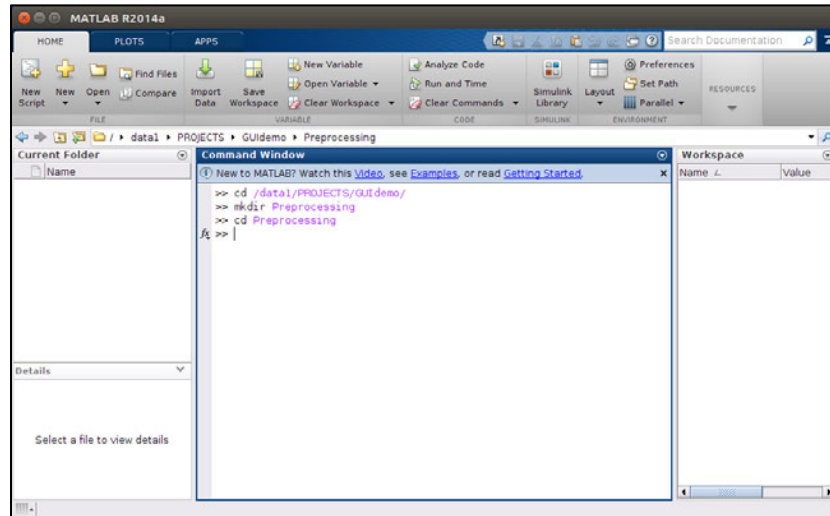 MATLAB R2014a
HOME PLOTS APPS Search Documentation
New Script New Open Find Files Compare
Import Data Save Workspace New Variable Open Variable Clear Workspace
Analyze Code Run and Time Clear Commands
Simulink Library Layout Preferences Set Path Parallel RESOURCES
FILE VARIABLE CODE SIMULINK ENVIRONMENT
/ data1 PROJECTS GUIdemo Preprocessing
Current Folder Command Window Workspace
Name
New to MATLAB? Watch this Video, see Examples, or read Getting Started.
Name Value
>> cd /data1/PROJECTS/GUIdemo/
>> mkdir Preprocessing
>> cd Preprocessing
fx >>
Details
Select a file to view details